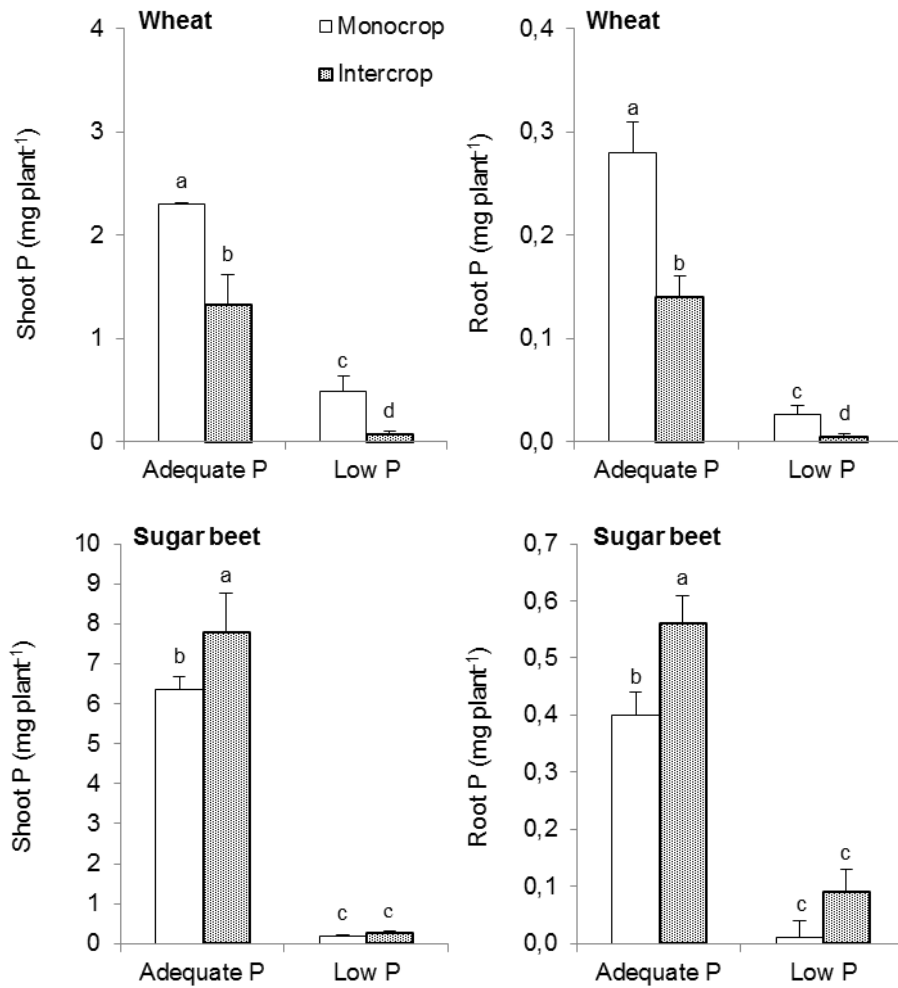 Wheat
Monocrop
Intercrop
Shoot P (mg plant-1)
4
3
2
1
0
a
b
c
d
Adequate P
Low P
Wheat
Root P (mg plant-1)
0,4
0,3
0,2
0,1
0,0
a
b
c
d
Adequate P
Low P
Sugar beet
Shoot P (mg plant-1)
10
9
8
7
6
5
4
3
2
1
0
b
a
c
c
Adequate P
Low P
Sugar beet
Root P (mg plant-1)
0,7
0,6
0,5
0,4
0,3
0,2
0,1
0,0
b
a
c
c
Adequate P
Low P